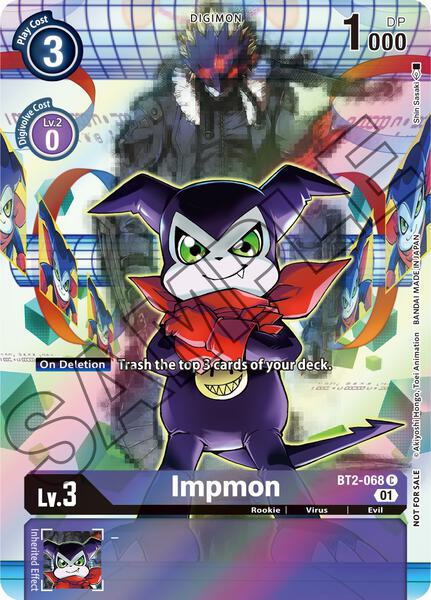 DIGIMON
Play Cost
3
1000
DP
Digivolve Cost
Lv.2
0
Shin Sasaki
SAMPLE
On Deletion Trash the top 3 cards of your deck.
©Akiyoshi Hongo, Toei Animation BANDAI MADE IN JAPAN
NOT FOR SALE
Lv.3
Impmon
BT2-068 C
01
Rookie | Virus | Evil
Inherited Effect
-